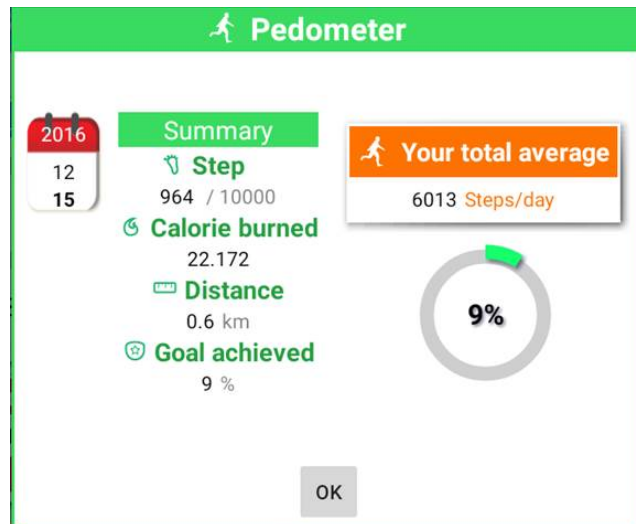 Pedometer
2016
12
15
Summary
Step
964 / 10000
Calorie burned
22.172
Distance
0.6 km
Goal achieved
9 %
Your total average
6013 Steps/day
9%
OK